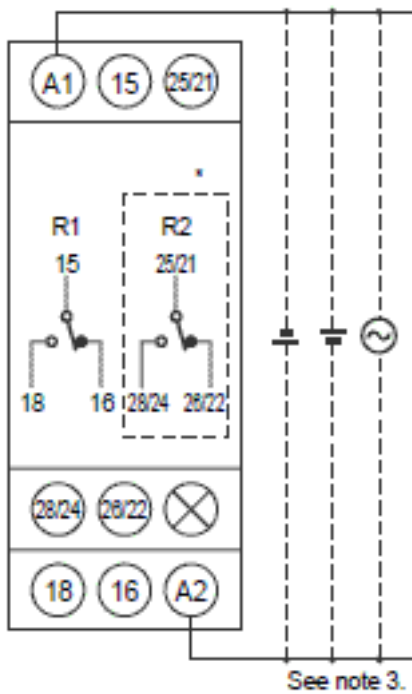 A1 15 25/21
*
R1 R2
15 25/21
18 16 28/24 26/22
28/24 26/22
18 16 A2
See note 3.